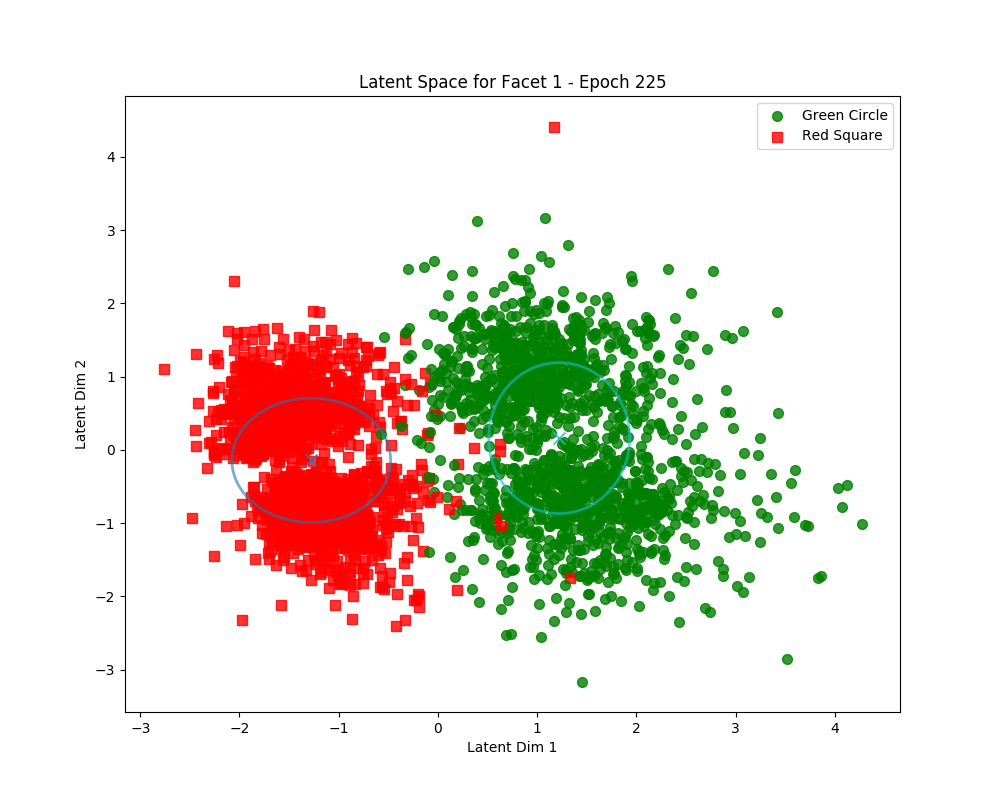 Latent Space for Facet 1 - Epoch 225
Green Circle
Red Square
4
3
2
1
0
−1
−2
−3
Latent Dim 2
−3 −2 −1 0 1 2 3 4
Latent Dim 1